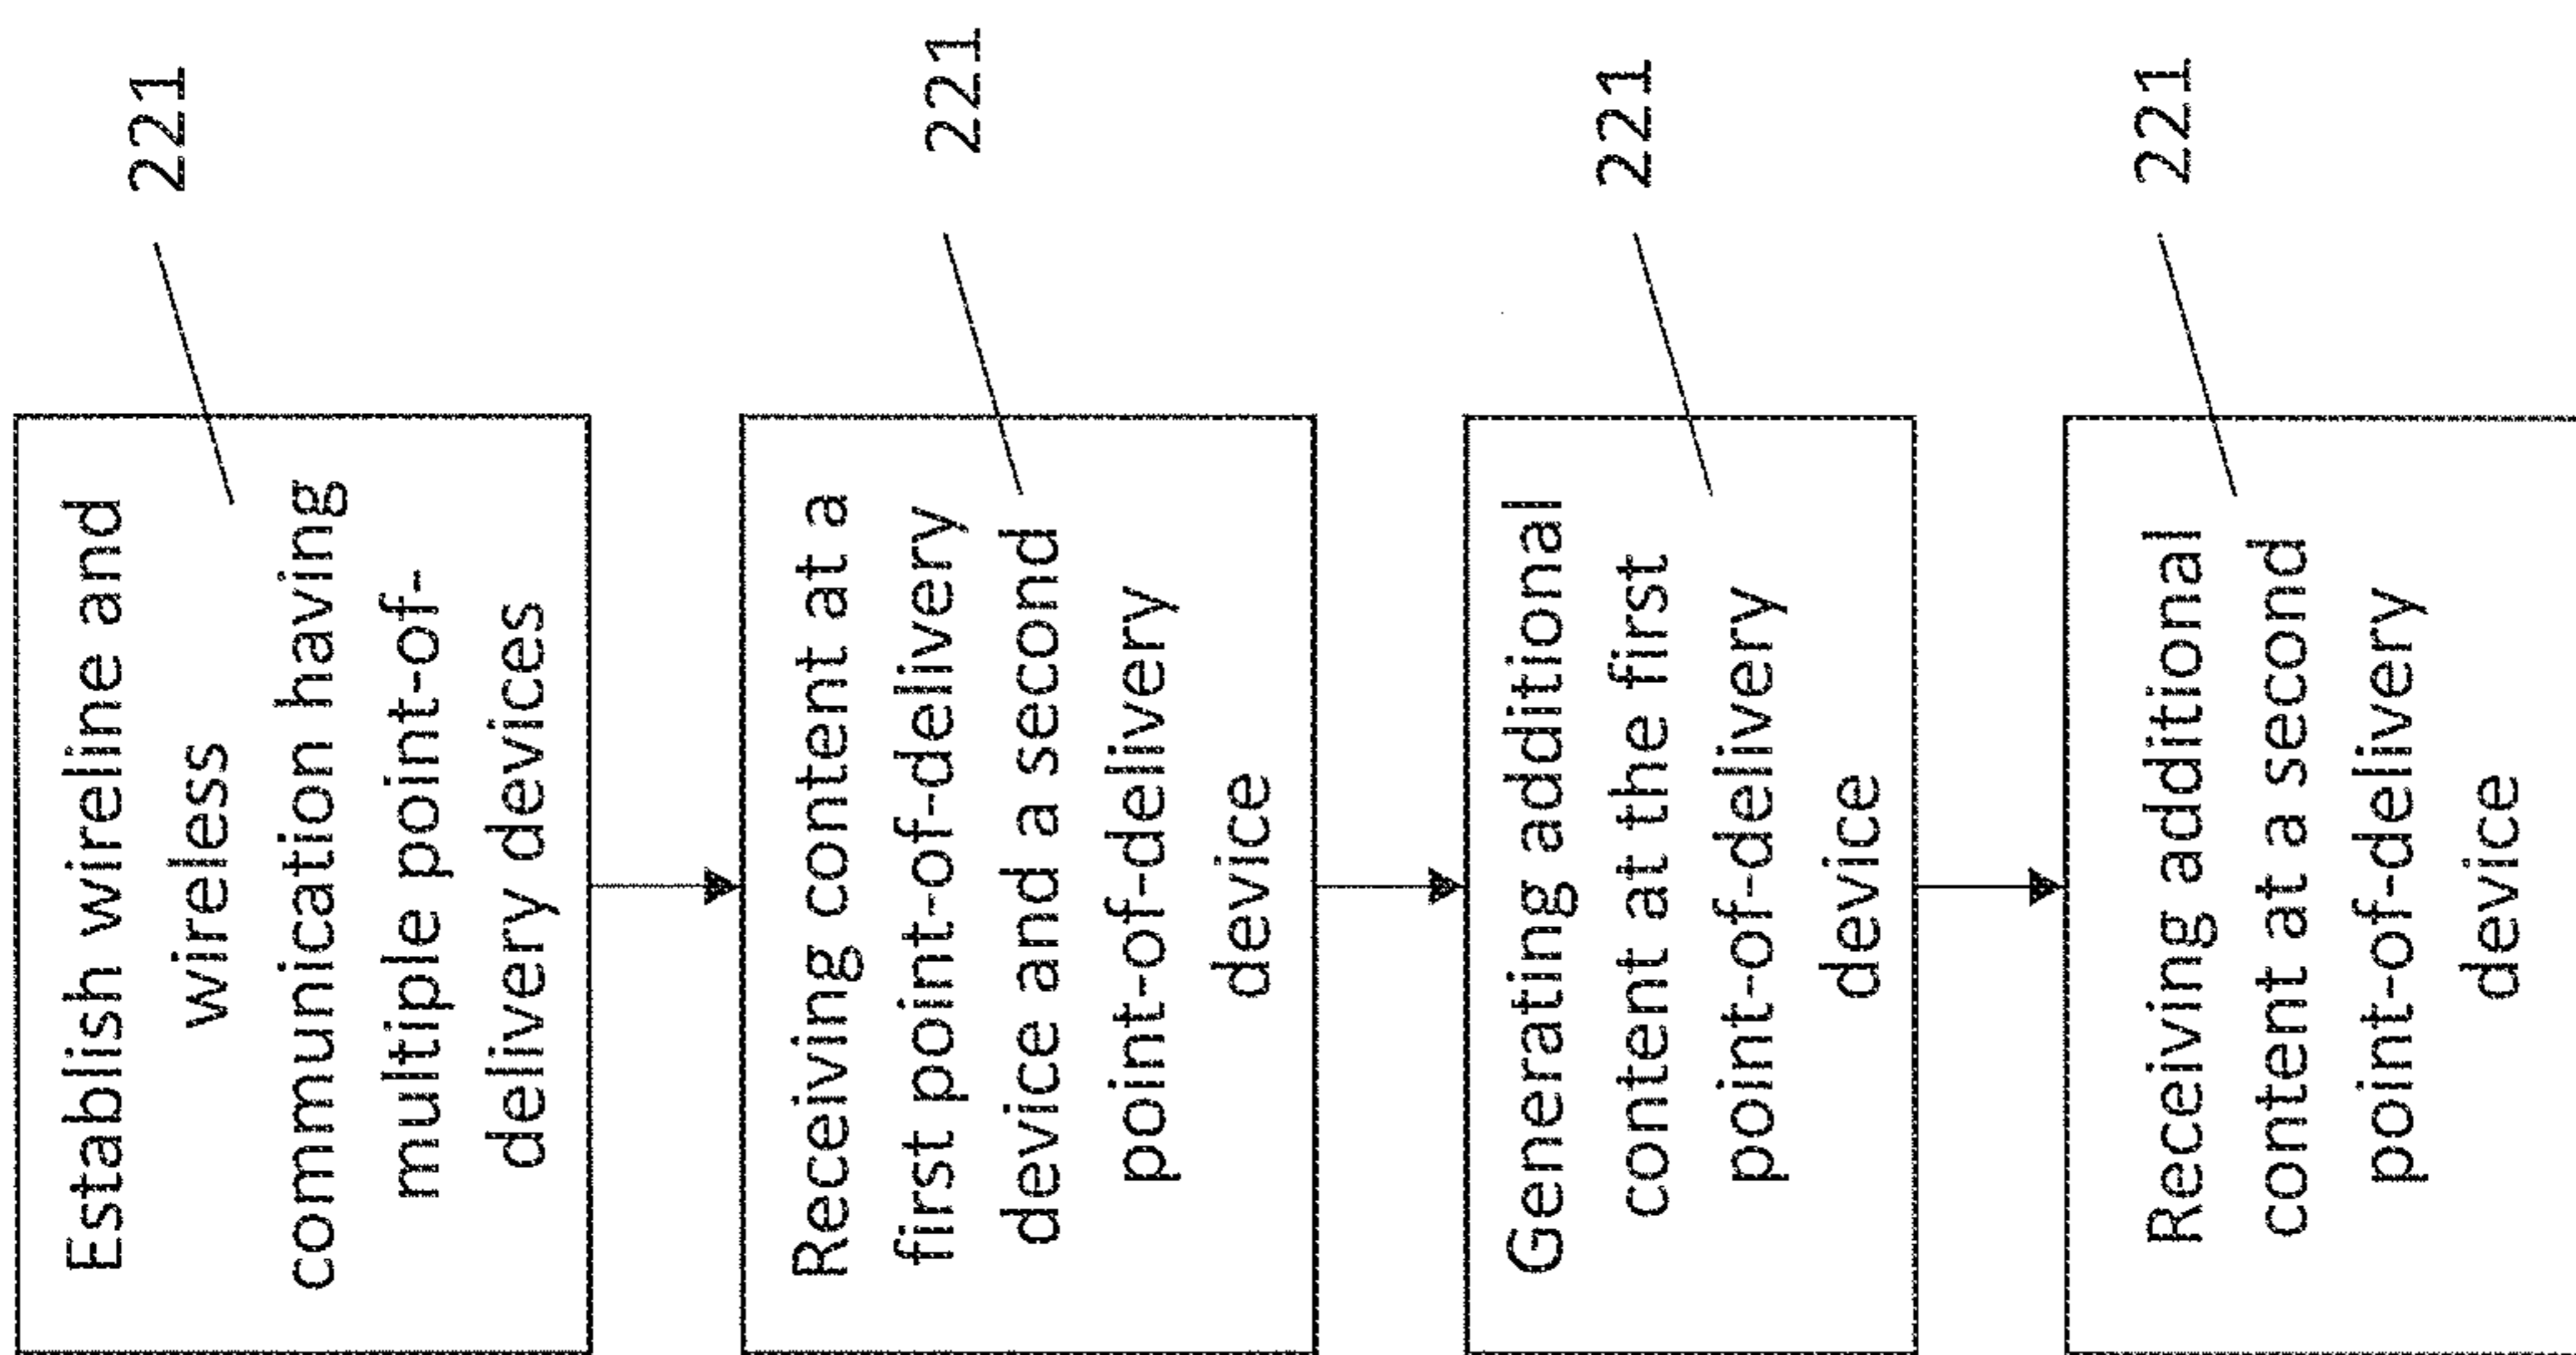 Establish wireline and
wireless
communication having
multiple point-of-
delivery devices
221
Receiving content at a
first point-of-delivery
device and a second
point-of-delivery
device
221
Generating additional
content at the first
point-of-delivery
device
221
Receiving additional
content at a second
point-of-delivery
device
221